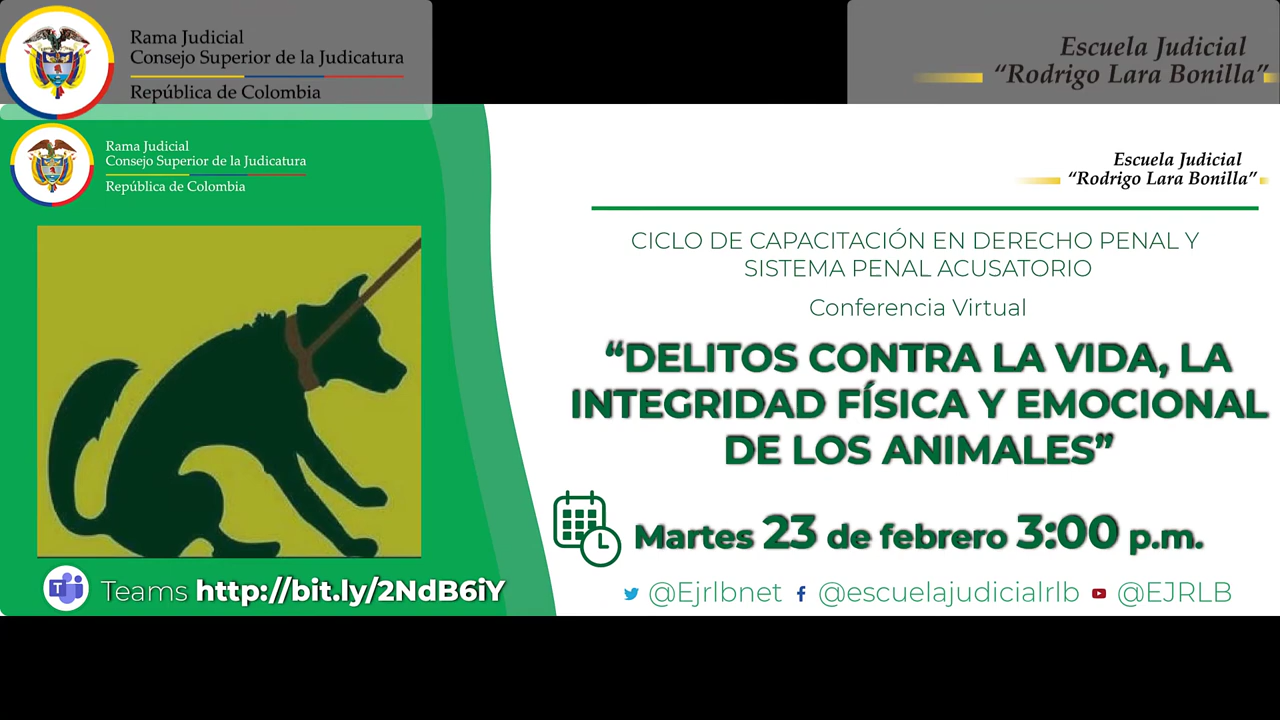 Rama Judicial
Consejo Superior de la Judicatura
República de Colombia
Escuela Judicial
“Rodrigo Lara Bonilla”
Rama Judicial
Consejo Superior de la Judicatura
República de Colombia
Escuela Judicial
“Rodrigo Lara Bonilla”
CICLO DE CAPACITACIÓN EN DERECHO PENAL Y
SISTEMA PENAL ACUSATORIO
Conferencia Virtual
“DELITOS CONTRA LA VIDA, LA
INTEGRIDAD FÍSICA Y EMOCIONAL
DE LOS ANIMALES”
Martes 23 de febrero 3:00 p.m.
Teams http://bit.ly/2NdB6iY
@Ejrlbnet @escuelajudicialrlb @EJRLB